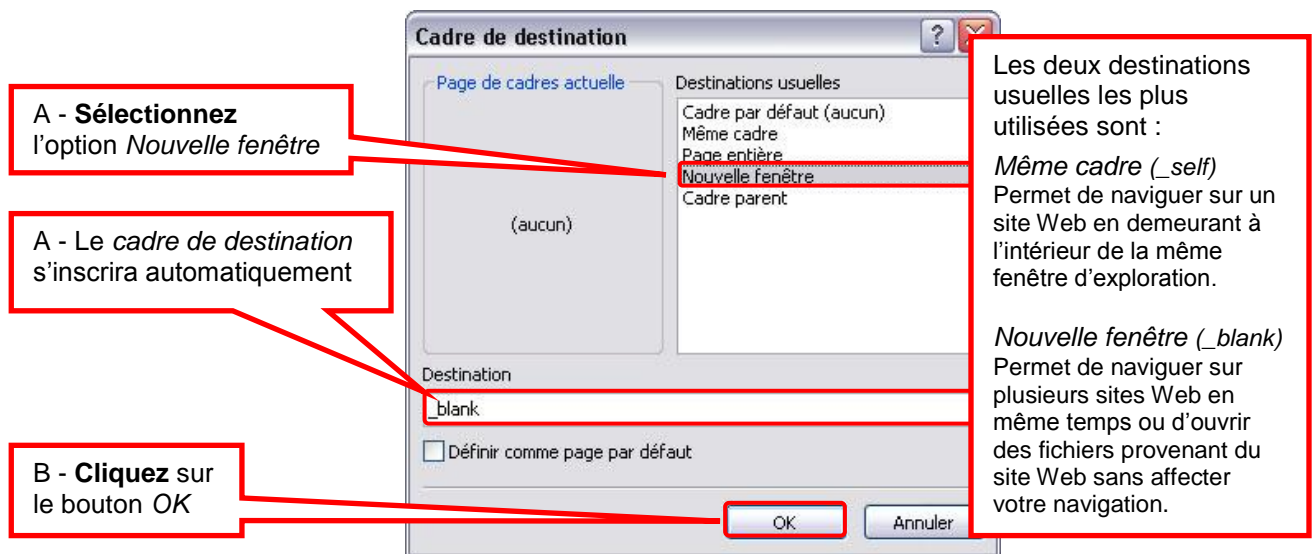 Cadre de destination
?
Page de cadres actuelle
Destinations usuelles
Cadre par défaut (aucun)
Même cadre
Page entière
Nouvelle fenêtre
Cadre parent
(aucun)
Destination
_blank
Définir comme page par défaut
OK
Annuler
A - Sélectionnez
l'option Nouvelle fenêtre
A - Le cadre de destination
s'inscrira automatiquement
B - Cliquez sur
le bouton OK
Les deux destinations
usuelles les plus
utilisées sont :
Même cadre (_self)
Permet de naviguer sur un
site Web en demeurant à
l'intérieur de la même
fenêtre d'exploration.
Nouvelle fenêtre (_blank)
Permet de naviguer sur
plusieurs sites Web en
même temps ou d'ouvrir
des fichiers provenant du
site Web sans affecter
votre navigation.